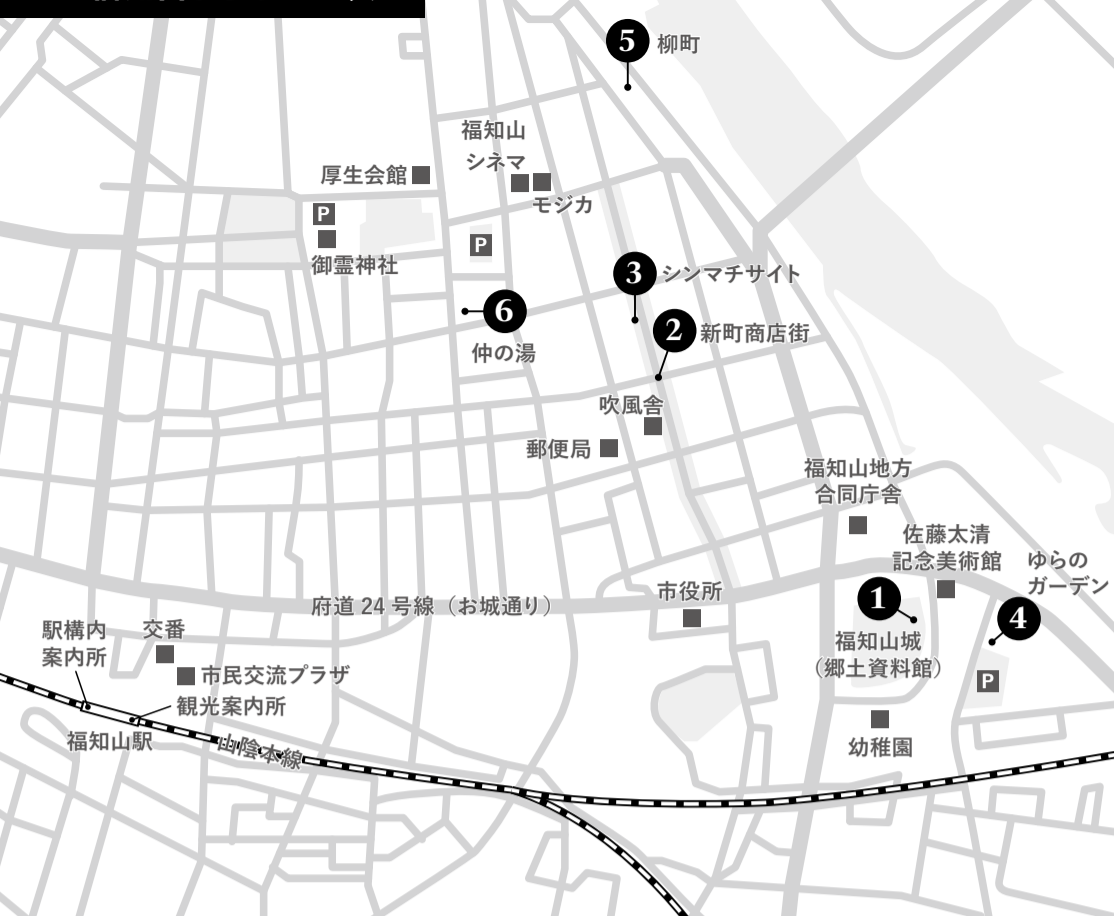 5 柳町
福知山
シネマ
厚生会館
モジカ
P
P
御霊神社
3 シンマチサイト
6
仲の湯
2 新町商店街
吹風舎
郵便局
福知山地方
合同庁舎
佐藤太清
記念美術館
ゆらの
ガーデン
市役所
1
福知山城
（郷土資料館）
4
P
府道 24 号線（お城通り）
駅構内
案内所
交番
市民交流プラザ
観光案内所
福知山駅
山陰本線
幼稚園